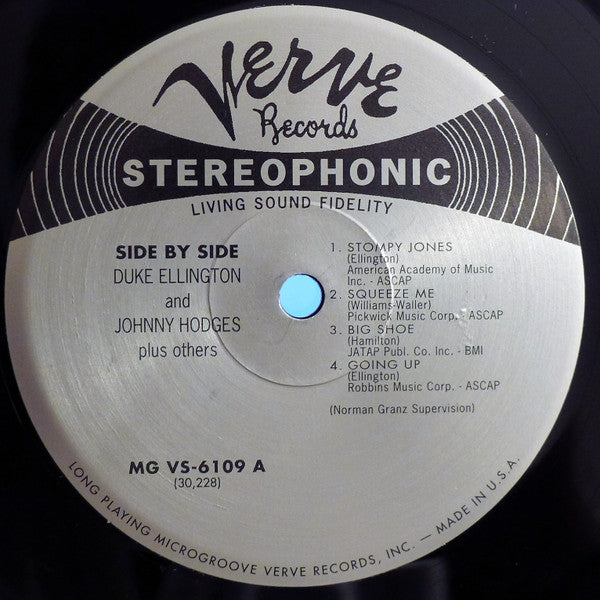 Verve
Records
STEREOPHONIC
LIVING SOUND FIDELITY
SIDE BY SIDE
DUKE ELLINGTON
and
JOHNNY HODGES
plus others
1. STOMPY JONES
(Ellington)
American Academy of Music
Inc. - ASCAP
2. SQUEEZE ME
(Williams-Waller)
Pickwick Music Corp. - ASCAP
3. BIG SHOE
(Hamilton)
JATAP Publ. Co. Inc. - BMI
4. GOING UP
(Ellington)
Robbins Music Corp. - ASCAP
(Norman Granz Supervision)
MG VS-6109 A
(30,228)
LONG PLAYING MICROGROOVE VERVE RECORDS, INC. — MADE IN U.S.A.